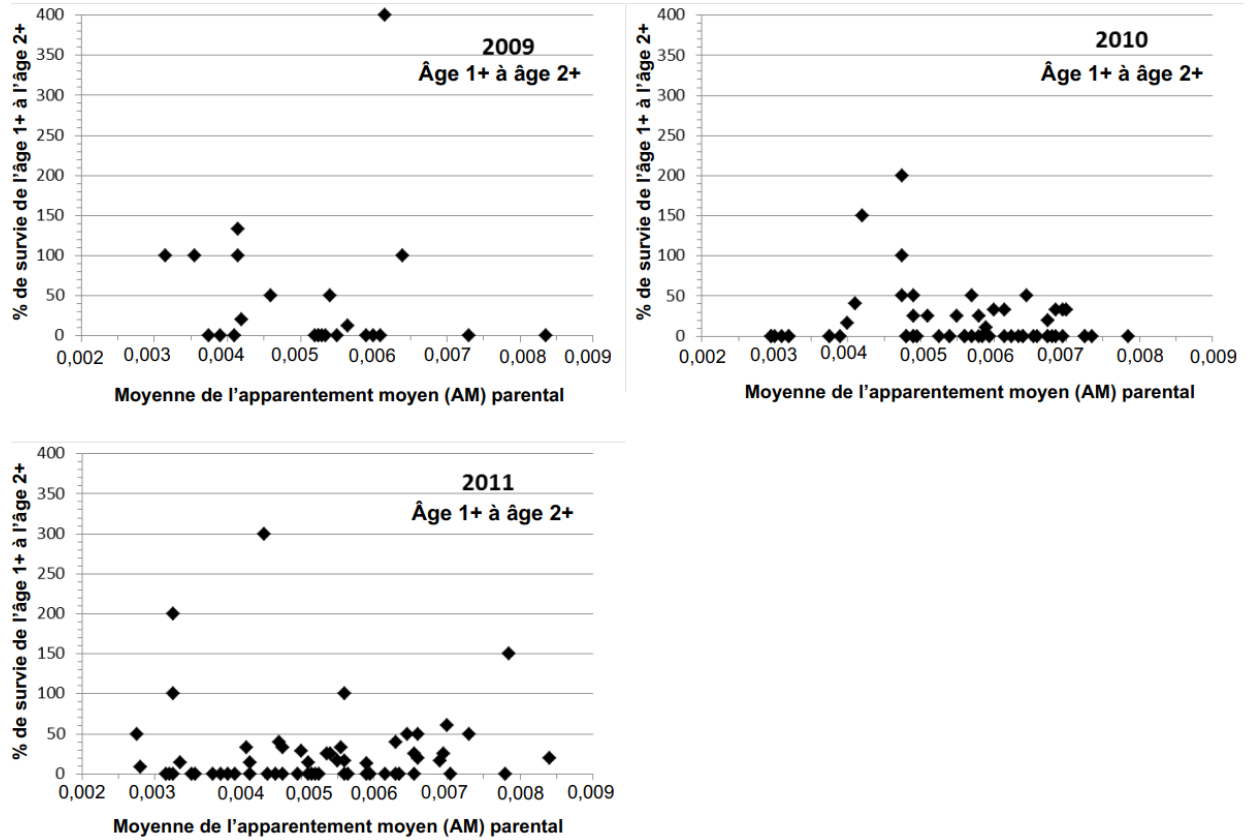 % de survie de l'âge 1+ à l'âge 2+
400
350
300
250
200
150
100
50
0
2009
Âge 1+ à âge 2+
0,002 0,003 0,004 0,005 0,006 0,007 0,008 0,009
Moyenne de l'apparentement moyen (AM) parental
% de survie de l'âge 1+ à l'âge 2+
400
350
300
250
200
150
100
50
0
2010
Âge 1+ à âge 2+
0,002 0,003 0,004 0,005 0,006 0,007 0,008 0,009
Moyenne de l'apparentement moyen (AM) parental
% de survie de l'âge 1+ à l'âge 2+
400
350
300
250
200
150
100
50
0
2011
Âge 1+ à âge 2+
0,002 0,003 0,004 0,005 0,006 0,007 0,008 0,009
Moyenne de l'apparentement moyen (AM) parental